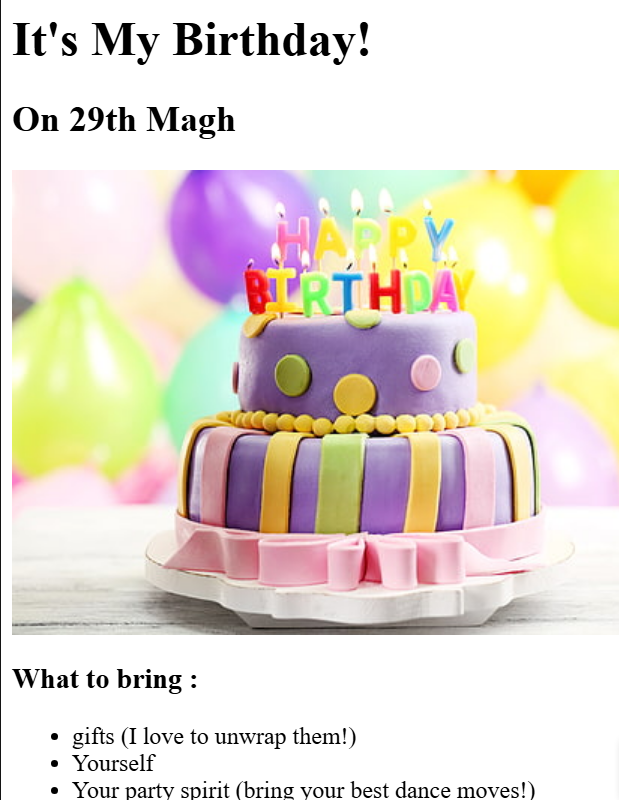 It's My Birthday!
On 29th Magh
HAPPY
BIRTHDAY
What to bring :
gifts (I love to unwrap them!)
Yourself
Your party spirit (bring your best dance moves!)